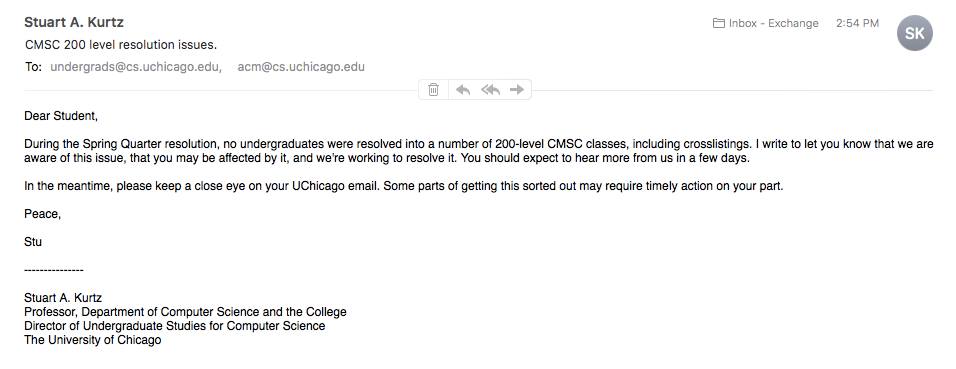 Stuart A. Kurtz
Inbox - Exchange 2:54 PM
SK
CMSC 200 level resolution issues.
To: undergrads@cs.uchicago.edu, acm@cs.uchicago.edu
Dear Student,
During the Spring Quarter resolution, no undergraduates were resolved into a number of 200-level CMSC classes, including crosslistings. I write to let you know that we are
aware of this issue, that you may be affected by it, and we're working to resolve it. You should expect to hear more from us in a few days.
In the meantime, please keep a close eye on your UChicago email. Some parts of getting this sorted out may require timely action on your part.
Peace,
Stu
---------------
Stuart A. Kurtz
Professor, Department of Computer Science and the College
Director of Undergraduate Studies for Computer Science
The University of Chicago